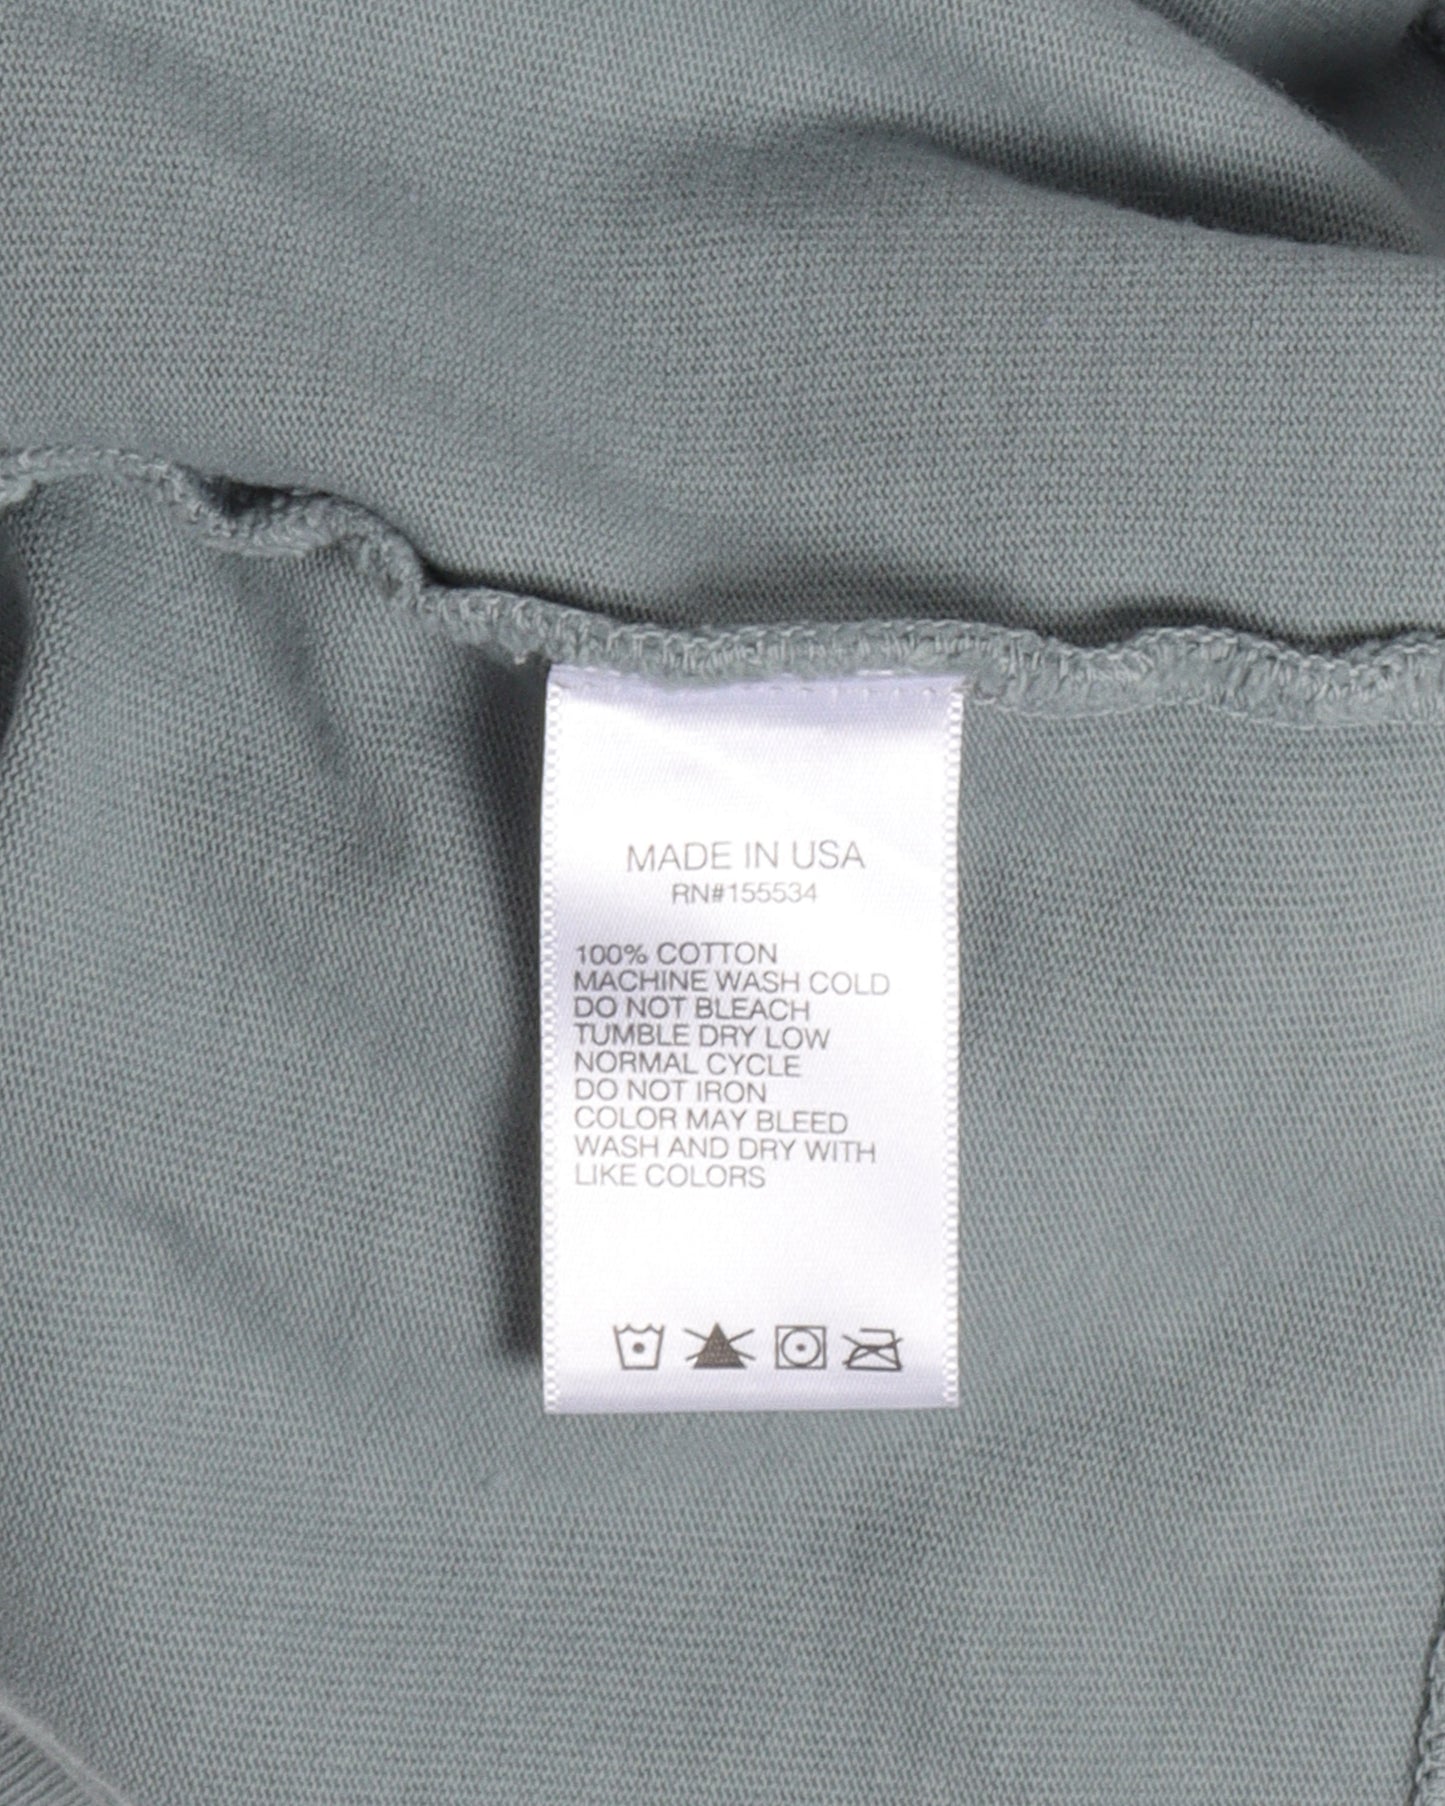 MADE IN USA
RN#155534
100% COTTON
MACHINE WASH COLD
DO NOT BLEACH
TUMBLE DRY LOW
NORMAL CYCLE
DO NOT IRON
COLOR MAY BLEED
WASH AND DRY WITH
LIKE COLORS